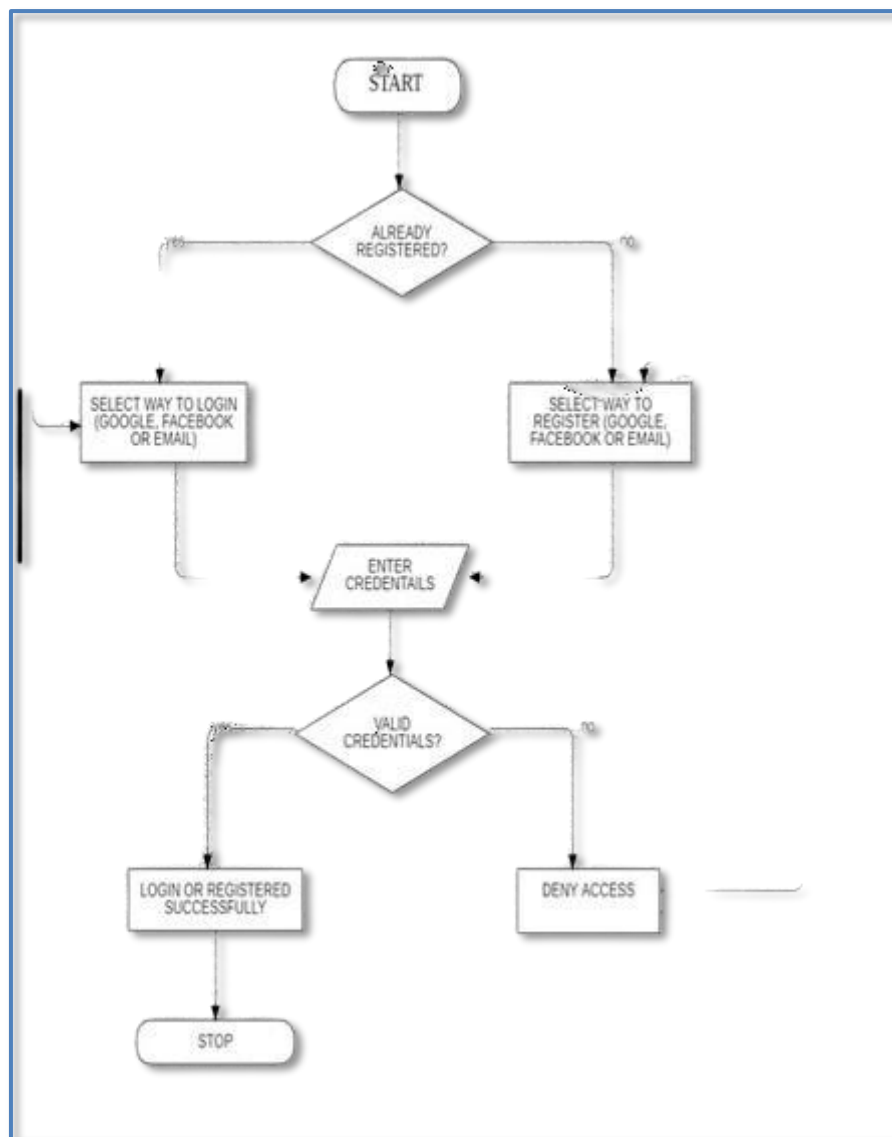 START
ALREADY
REGISTERED?
yes
no
SELECT WAY TO LOGIN
(GOOGLE, FACEBOOK
OR EMAIL)
SELECT WAY TO
REGISTER (GOOGLE,
FACEBOOK OR EMAIL)
ENTER
CREDENTAILS
VALID
CREDENTIALS?
no
LOGIN OR REGISTERED
SUCCESSFULLY
DENY ACCESS
STOP